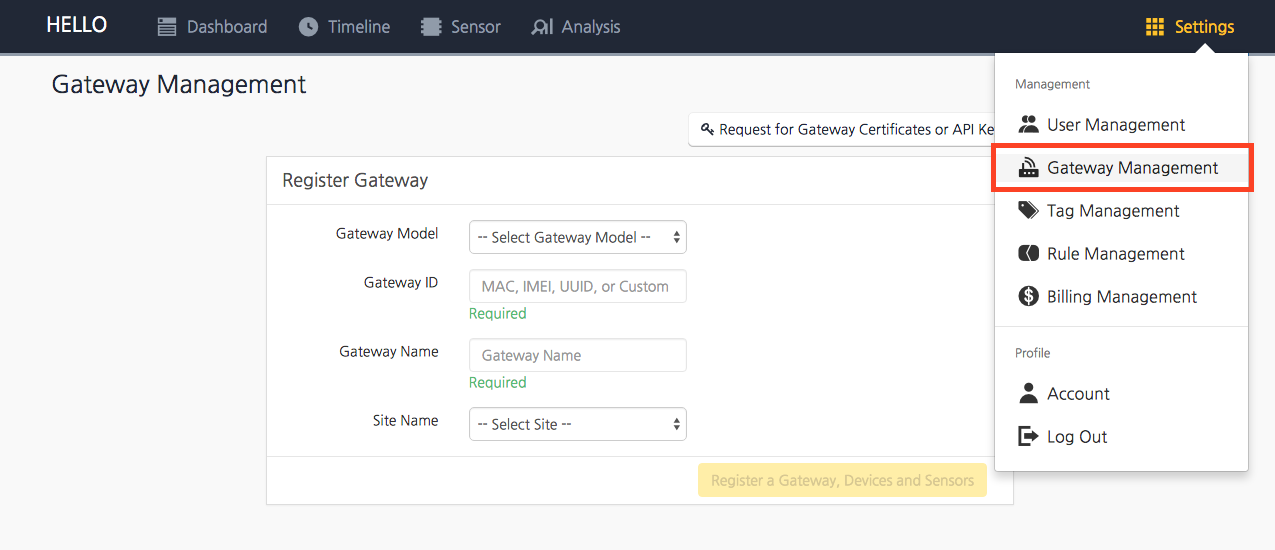 HELLO Dashboard Timeline Sensor Analysis Settings
Gateway Management
Request for Gateway Certificates or API Ke
Register Gateway
Gateway Model -- Select Gateway Model --
Gateway ID MAC, IMEI, UUID, or Custom
Required
Gateway Name Gateway Name
Required
Site Name -- Select Site --
Register a Gateway, Devices and Sensors
Management
User Management
Gateway Management
Tag Management
Rule Management
Billing Management
Profile
Account
Log Out